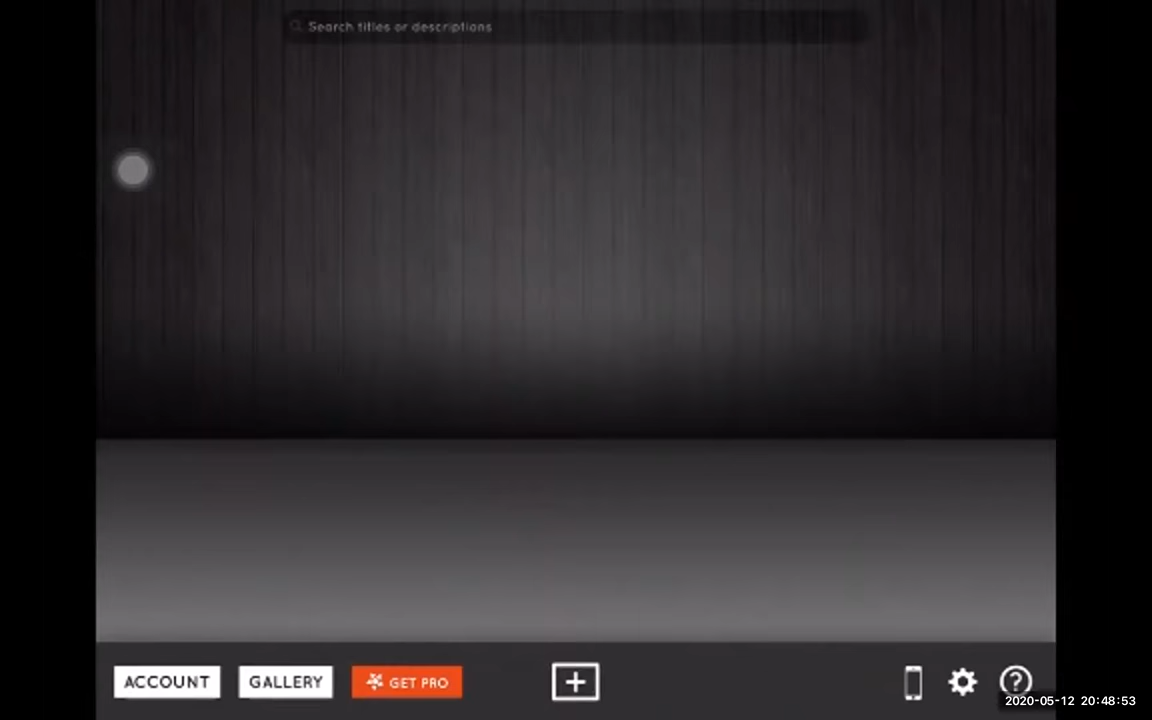 Search titles or descriptions
ACCOUNT
GALLERY
GET PRO
2020-05-12 20:48:53